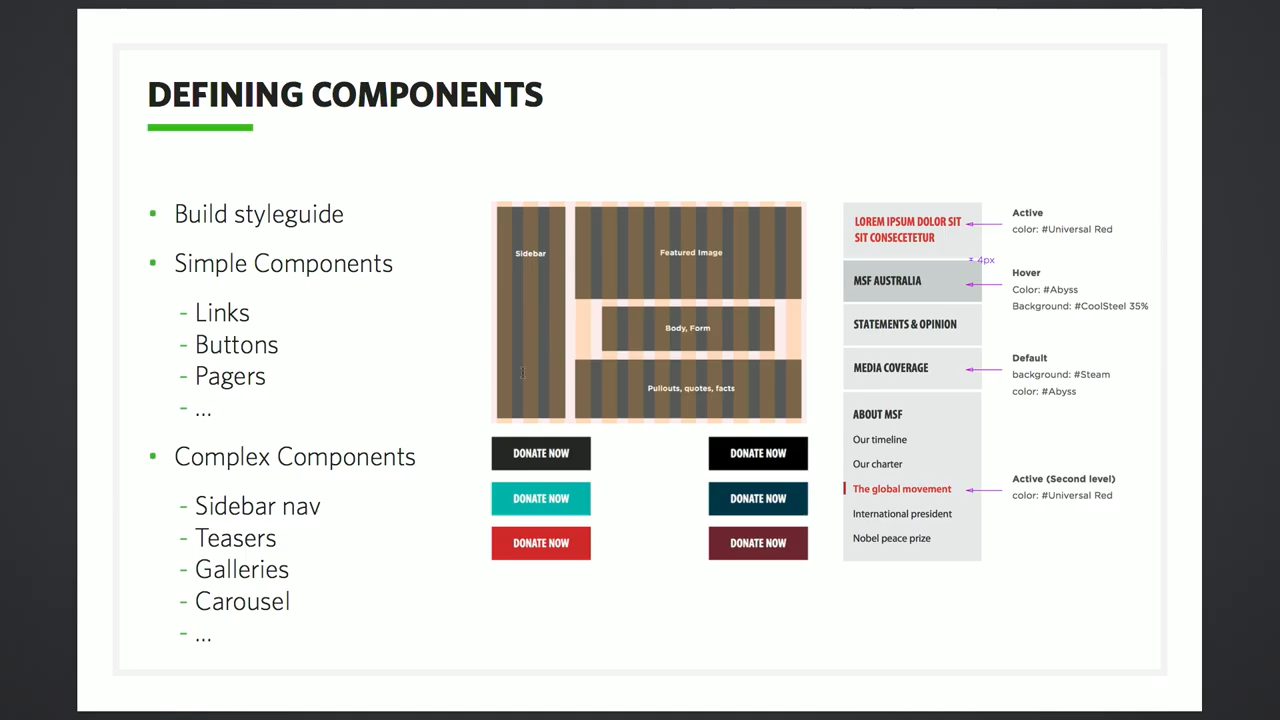 DEFINING COMPONENTS
• Build styleguide
• Simple Components
- Links
- Buttons
- Pagers
- ...
• Complex Components
- Sidebar nav
- Teasers
- Galleries
- Carousel
- ...
Sidebar
Featured Image
Body, Form
Pullouts, quotes, facts
DONATE NOW
DONATE NOW
DONATE NOW
DONATE NOW
DONATE NOW
DONATE NOW
LOREM IPSUM DOLOR SIT
SIT CONSECETETUR
4px
MSF AUSTRALIA
STATEMENTS & OPINION
MEDIA COVERAGE
ABOUT MSF
Our timeline
Our charter
The global movement
International president
Nobel peace prize
Active
color: #Universal Red
Hover
Color: #Abyss
Background: #CoolSteel 35%
Default
background: #Steam
color: #Abyss
Active (Second level)
color: #Universal Red